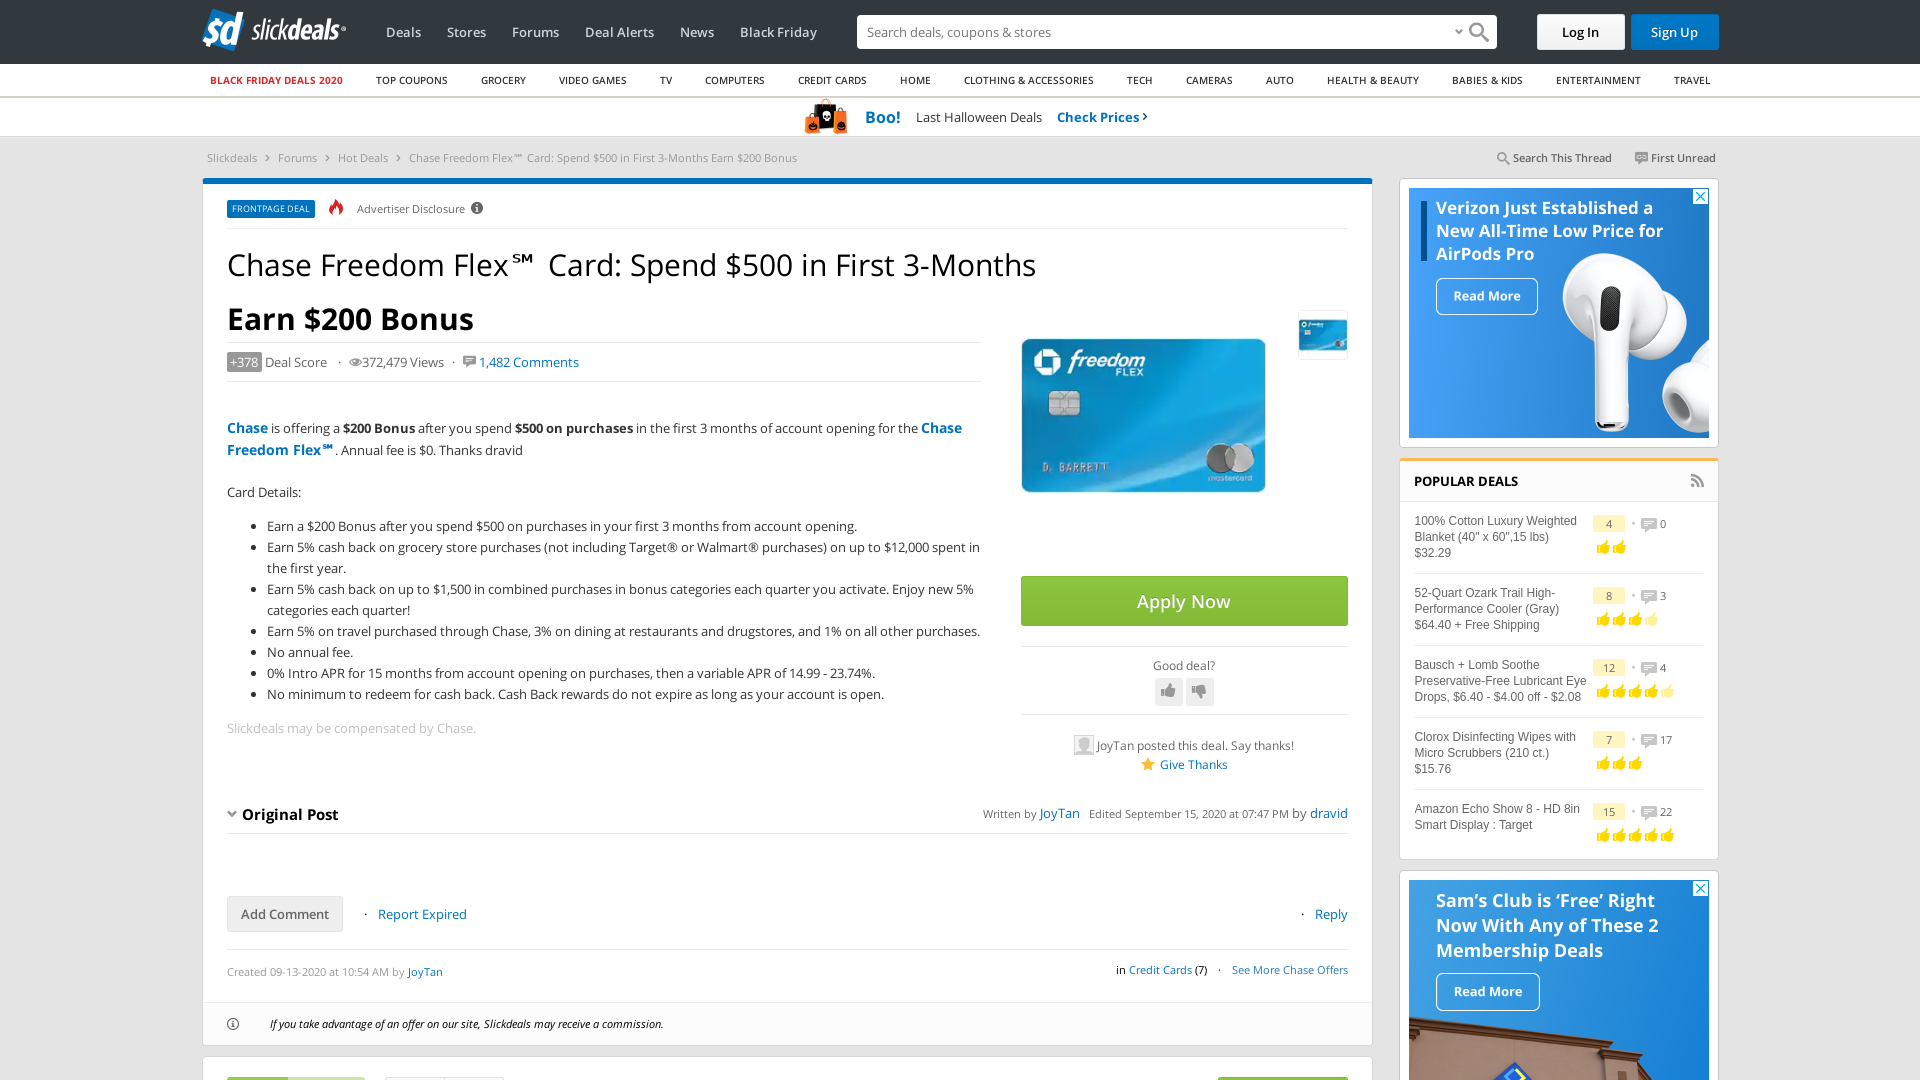 slickdeals
Deals
Stores
Forums
Deal Alerts
News
Black Friday
Search deals, coupons & stores
Log In
Sign Up
BLACK FRIDAY DEALS 2020
TOP COUPONS
GROCERY
VIDEO GAMES
TV
COMPUTERS
CREDIT CARDS
HOME
CLOTHING & ACCESSORIES
TECH
CAMERAS
AUTO
HEALTH & BEAUTY
BABIES & KIDS
ENTERTAINMENT
TRAVEL
Boo! Last Halloween Deals Check Prices ›
Slickdeals › Forums › Hot Deals › Chase Freedom Flex℠ Card: Spend $500 in First 3-Months Earn $200 Bonus
Search This Thread
First Unread
FRONTPAGE DEAL
Advertiser Disclosure
Chase Freedom Flex℠ Card: Spend $500 in First 3-Months
Earn $200 Bonus
+378 Deal Score · 372,479 Views · 1,482 Comments
Chase is offering a $200 Bonus after you spend $500 on purchases in the first 3 months of account opening for the Chase
Freedom Flex℠. Annual fee is $0. Thanks dravid
Card Details:
• Earn a $200 Bonus after you spend $500 on purchases in your first 3 months from account opening.
• Earn 5% cash back on grocery store purchases (not including Target® or Walmart® purchases) on up to $12,000 spent in
the first year.
• Earn 5% cash back on up to $1,500 in combined purchases in bonus categories each quarter you activate. Enjoy new 5%
categories each quarter!
• Earn 5% on travel purchased through Chase, 3% on dining at restaurants and drugstores, and 1% on all other purchases.
• No annual fee.
• 0% Intro APR for 15 months from account opening on purchases, then a variable APR of 14.99 - 23.74%.
• No minimum to redeem for cash back. Cash Back rewards do not expire as long as your account is open.
Slickdeals may be compensated by Chase.
freedom
FLEX
D. BARRETT
mastercard
Apply Now
Good deal?
JoyTan posted this deal. Say thanks!
Give Thanks
Original Post
Written by JoyTan Edited September 15, 2020 at 07:47 PM by dravid
Add Comment
· Report Expired
· Reply
Created 09-13-2020 at 10:54 AM by JoyTan
in Credit Cards (7) · See More Chase Offers
If you take advantage of an offer on our site, Slickdeals may receive a commission.
Verizon Just Established a
New All-Time Low Price for
AirPods Pro
Read More
POPULAR DEALS
100% Cotton Luxury Weighted
Blanket (40" x 60",15 lbs)
$32.29
4 • 0
52-Quart Ozark Trail High-
Performance Cooler (Gray)
$64.40 + Free Shipping
8 • 3
Bausch + Lomb Soothe
Preservative-Free Lubricant Eye
Drops, $6.40 - $4.00 off - $2.08
12 • 4
Clorox Disinfecting Wipes with
Micro Scrubbers (210 ct.)
$15.76
7 • 17
Amazon Echo Show 8 - HD 8in
Smart Display : Target
15 • 22
Sam's Club is 'Free' Right
Now With Any of These 2
Membership Deals
Read More